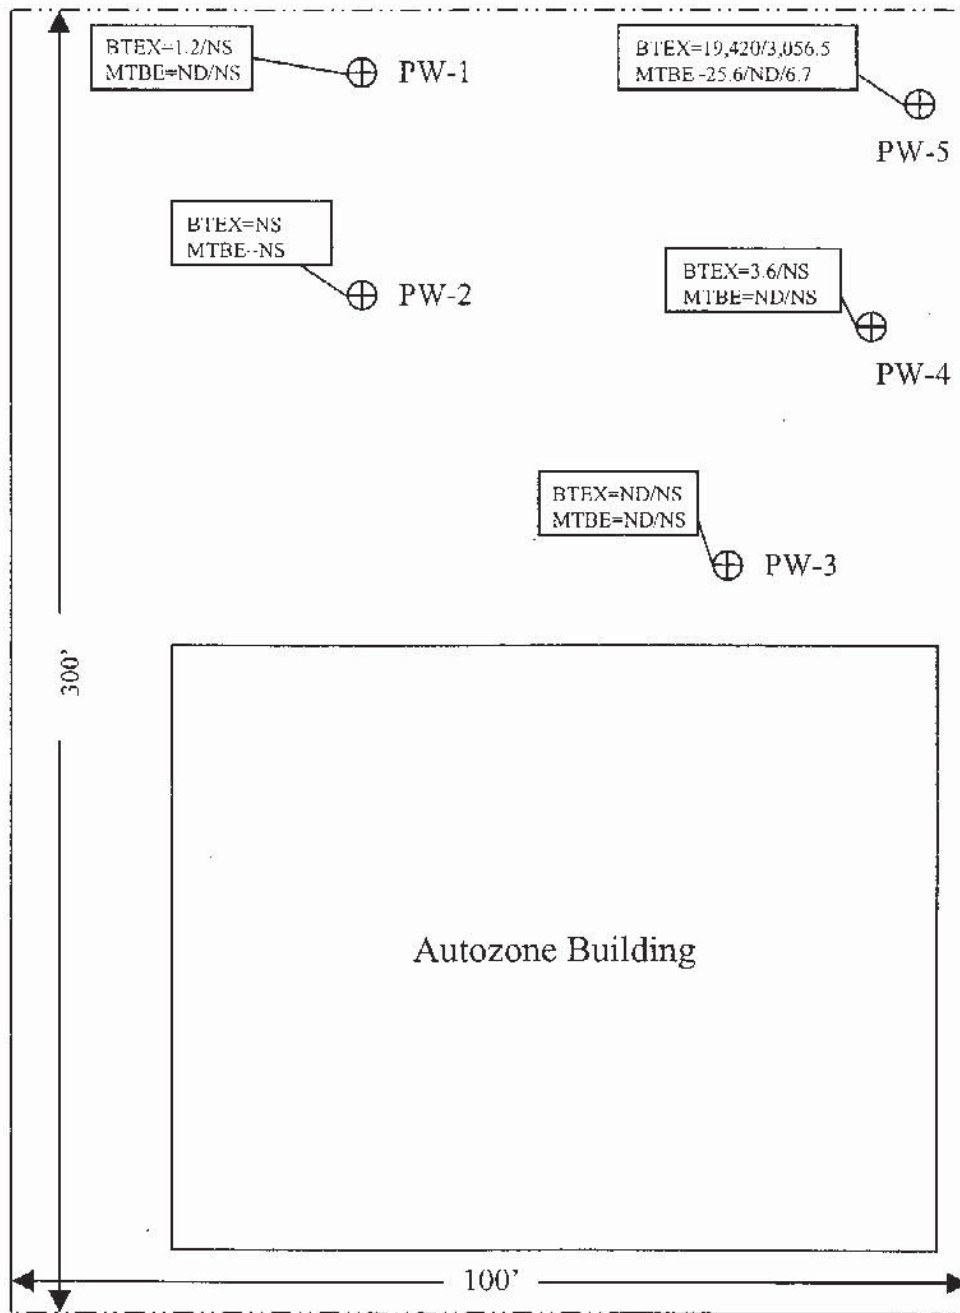 BTEX=1.2/NS
MTBE=ND/NS
PW-1
BTEX=19,420/3,056.5
MTBE-25.6/ND/6.7
PW-5
BTEX=NS
MTBE--NS
PW-2
BTEX=3.6/NS
MTBE=ND/NS
PW-4
BTEX=ND/NS
MTBE=ND/NS
PW-3
300'
Autozone Building
100'